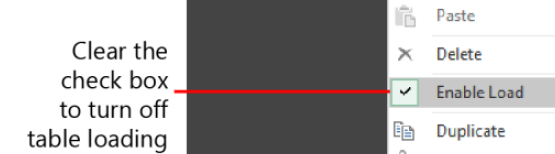 Paste
Clear the
Delete
check box
Enable Load
to turn off
Duplicate
table loading